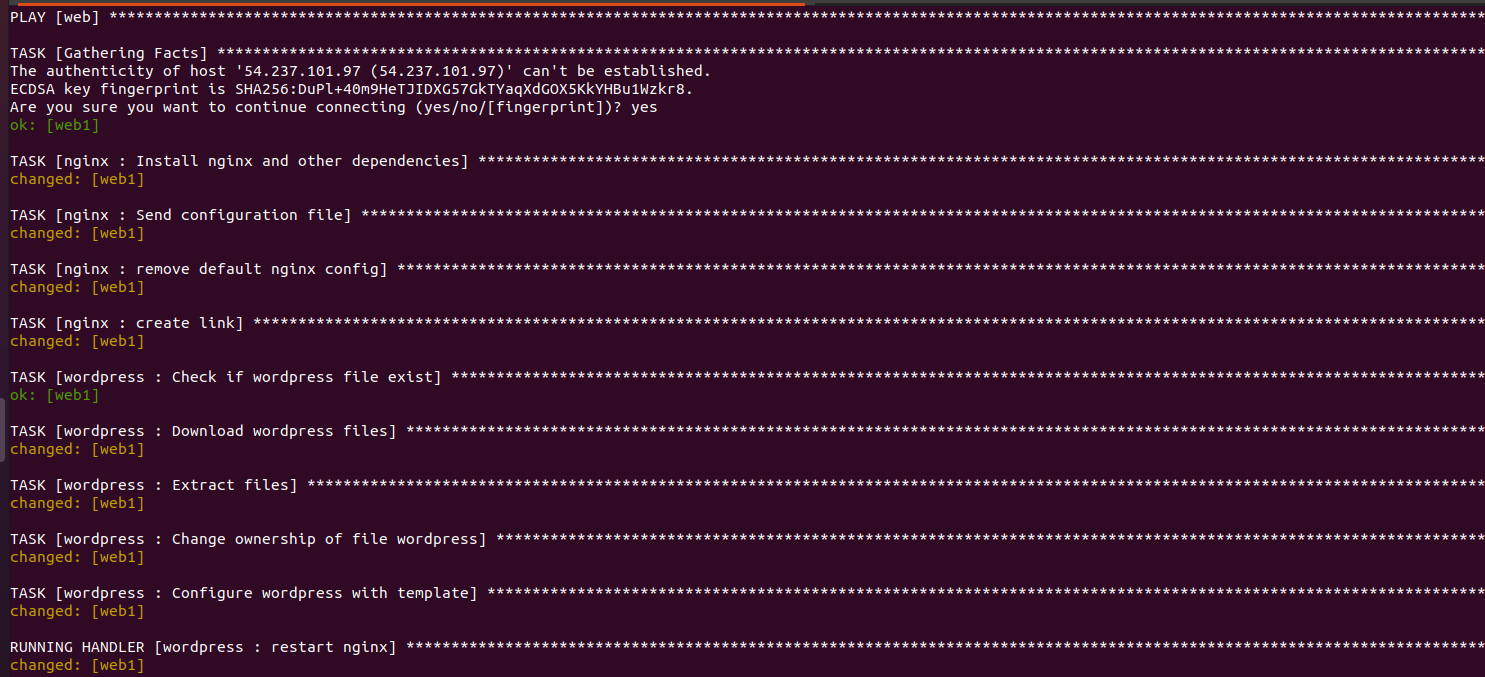 PLAY [web] *****************************************************************************************************************************************************
TASK [Gathering Facts] *****************************************************************************************************************************************
The authenticity of host '54.237.101.97 (54.237.101.97)' can't be established.
ECDSA key fingerprint is SHA256:DuPl+40m9HeTJIDXG57GkTYaqXdGOX5KkYHBu1Wzkr8.
Are you sure you want to continue connecting (yes/no/[fingerprint])? yes
ok: [web1]
TASK [nginx : Install nginx and other dependencies] ****************************************************************************************************************
changed: [web1]
TASK [nginx : Send configuration file] *****************************************************************************************************************************
changed: [web1]
TASK [nginx : remove default nginx config] *************************************************************************************************************************
changed: [web1]
TASK [nginx : create link] *****************************************************************************************************************************************
changed: [web1]
TASK [wordpress : Check if wordpress file exist] *******************************************************************************************************************
ok: [web1]
TASK [wordpress : Download wordpress files] ************************************************************************************************************************
changed: [web1]
TASK [wordpress : Extract files] ***********************************************************************************************************************************
changed: [web1]
TASK [wordpress : Change ownership of file wordpress] **************************************************************************************************************
changed: [web1]
TASK [wordpress : Configure wordpress with template] ***************************************************************************************************************
changed: [web1]
RUNNING HANDLER [wordpress : restart nginx] ************************************************************************************************************************
changed: [web1]